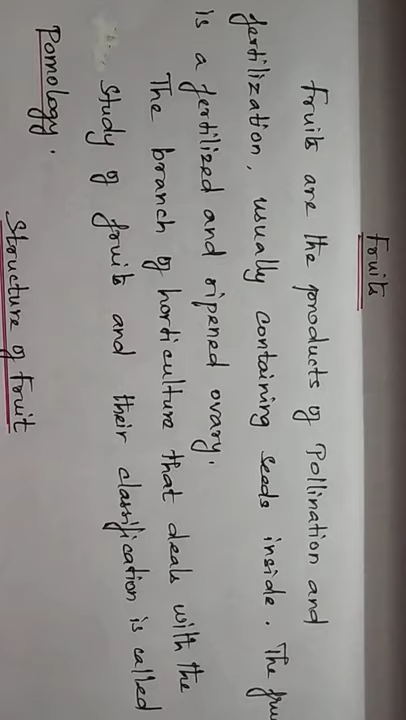 Fruits
Fruits are the products of Pollination and
fertilization, usually containing seeds inside. The fru
is a fertilized and ripened ovary.
The branch of horticulture that deals with the
study of fruits and their classification is called
Pomology.
Structure of Fruit